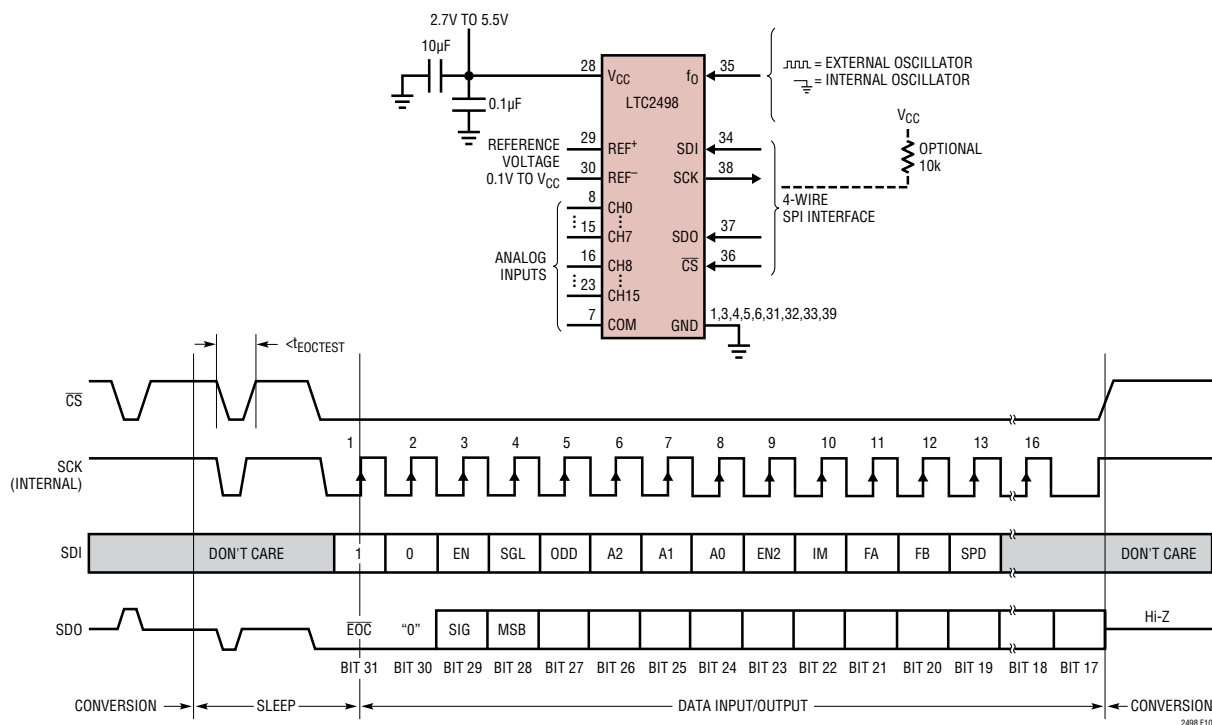 2.7V TO 5.5V
10µF
0.1µF
28
VCC
fO
35
LTC2498
= EXTERNAL OSCILLATOR
= INTERNAL OSCILLATOR
REFERENCE
VOLTAGE
0.1V TO VCC
29
REF+
30
REF–
SDI
34
SCK
38
VCC
OPTIONAL
10k
4-WIRE
SPI INTERFACE
ANALOG
INPUTS
8
CH0
15
CH7
16
CH8
23
CH15
7
COM
SDO
37
CS
36
GND
1,3,4,5,6,31,32,33,39
<tEOCTEST
CS
SCK
(INTERNAL)
1 2 3 4 5 6 7 8 9 10 11 12 13 16
SDI DON'T CARE 1 0 EN SGL ODD A2 A1 A0 EN2 IM FA FB SPD DON'T CARE
SDO EOC “0” SIG MSB Hi-Z
BIT 31 BIT 30 BIT 29 BIT 28 BIT 27 BIT 26 BIT 25 BIT 24 BIT 23 BIT 22 BIT 21 BIT 20 BIT 19 BIT 18 BIT 17
CONVERSION SLEEP DATA INPUT/OUTPUT CONVERSION
2498 F10